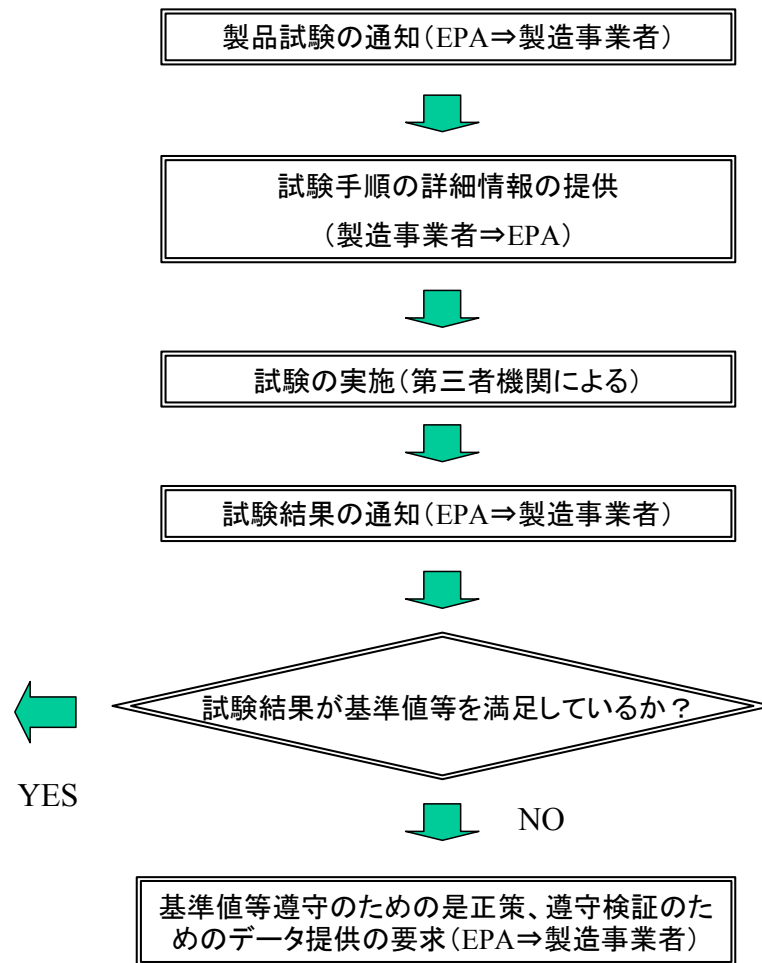 製品試験の通知(EPA⇒製造事業者)
試験手順の詳細情報の提供
(製造事業者⇒EPA)
試験の実施(第三者機関による)
試験結果の通知(EPA⇒製造事業者)
試験結果が基準値等を満足しているか？
YES
NO
基準値等遵守のための是正策、遵守検証のた
めのデータ提供の要求(EPA⇒製造事業者)